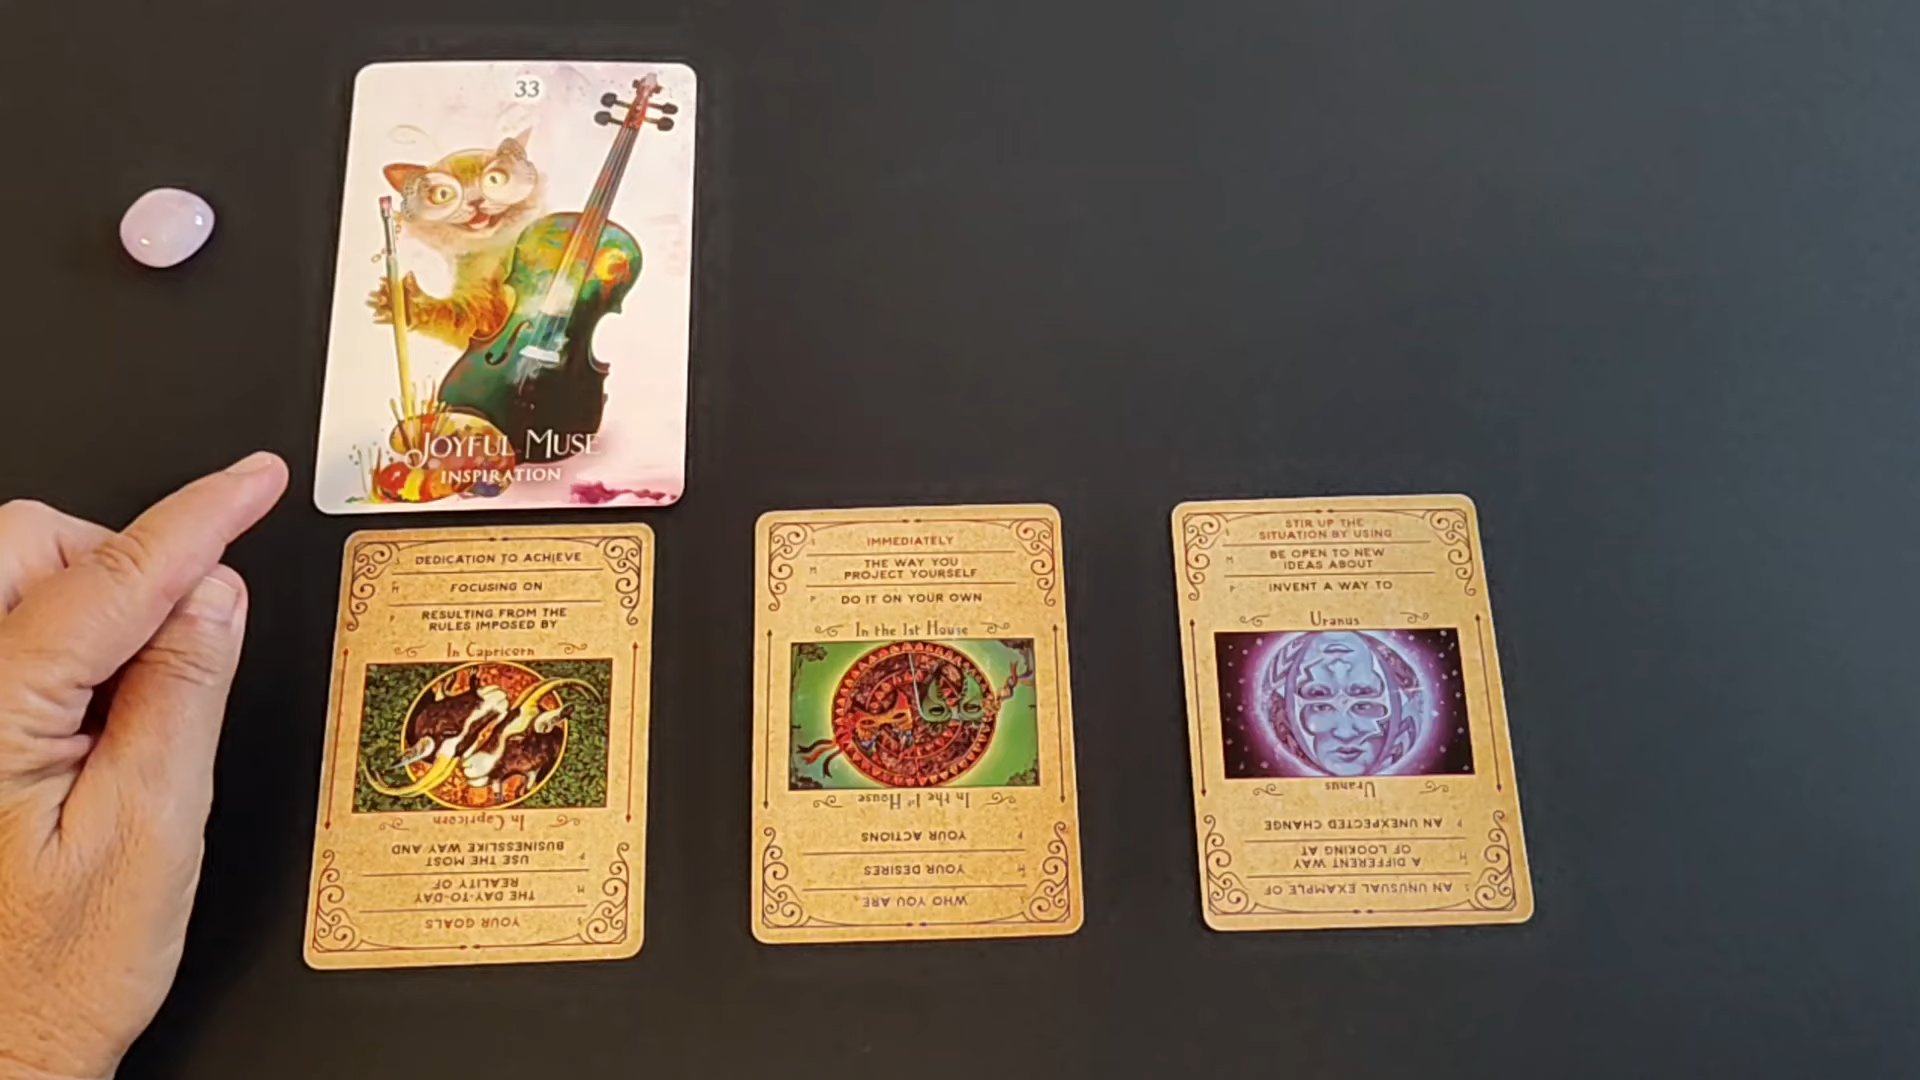 33
JOYFUL MUSE
INSPIRATION
S DEDICATION TO ACHIEVE
M FOCUSING ON
P RESULTING FROM THE
RULES IMPOSED BY
In Capricorn
In Capricorn
P USE THE MOST
BUSINESSLIKE WAY AND
M THE DAY-TO-DAY
REALITY OF
S YOUR GOALS
S IMMEDIATELY
M THE WAY YOU
PROJECT YOURSELF
P DO IT ON YOUR OWN
In the 1st House
In the 1st House
P YOUR ACTIONS
M YOUR DESIRES
S WHO YOU ARE
S STIR UP THE
SITUATION BY USING
M BE OPEN TO NEW
IDEAS ABOUT
P INVENT A WAY TO
Uranus
Uranus
P AN UNEXPECTED CHANGE
M A DIFFERENT WAY
OF LOOKING AT
S AN UNUSUAL EXAMPLE OF